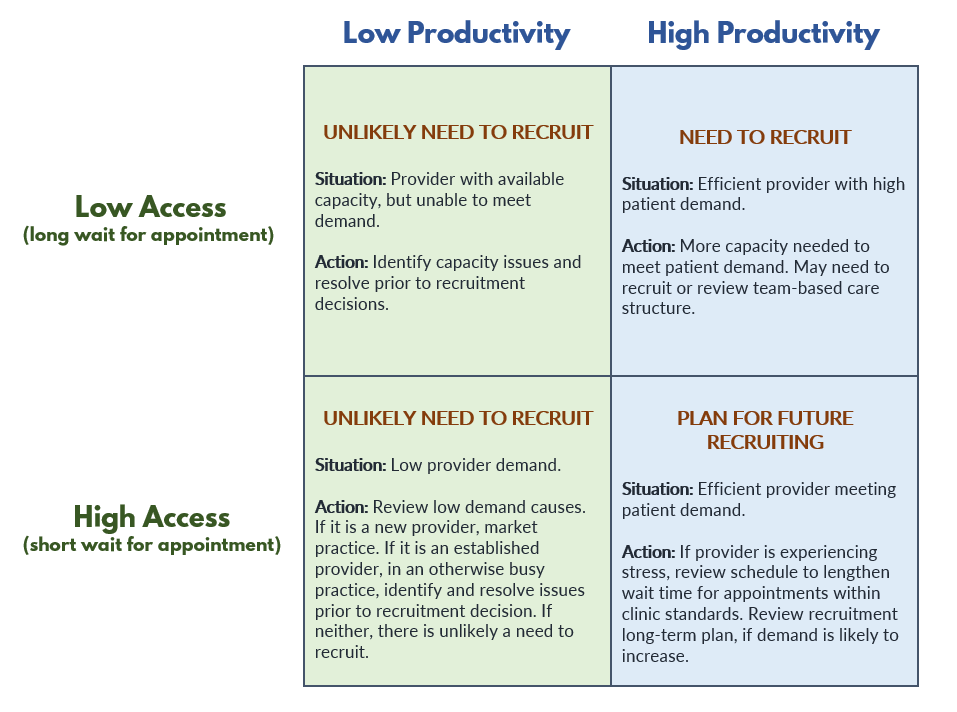 Low Productivity
High Productivity
Low Access
(long wait for appointment)
UNLIKELY NEED TO RECRUIT
Situation: Provider with available
capacity, but unable to meet
demand.
Action: Identify capacity issues and
resolve prior to recruitment
decisions.
NEED TO RECRUIT
Situation: Efficient provider with high
patient demand.
Action: More capacity needed to
meet patient demand. May need to
recruit or review team-based care
structure.
High Access
(short wait for appointment)
UNLIKELY NEED TO RECRUIT
Situation: Low provider demand.
Action: Review low demand causes.
If it is a new provider, market
practice. If it is an established
provider, in an otherwise busy
practice, identify and resolve issues
prior to recruitment decision. If
neither, there is unlikely a need to
recruit.
PLAN FOR FUTURE
RECRUITING
Situation: Efficient provider meeting
patient demand.
Action: If provider is experiencing
stress, review schedule to lengthen
wait time for appointments within
clinic standards. Review recruitment
long-term plan, if demand is likely to
increase.